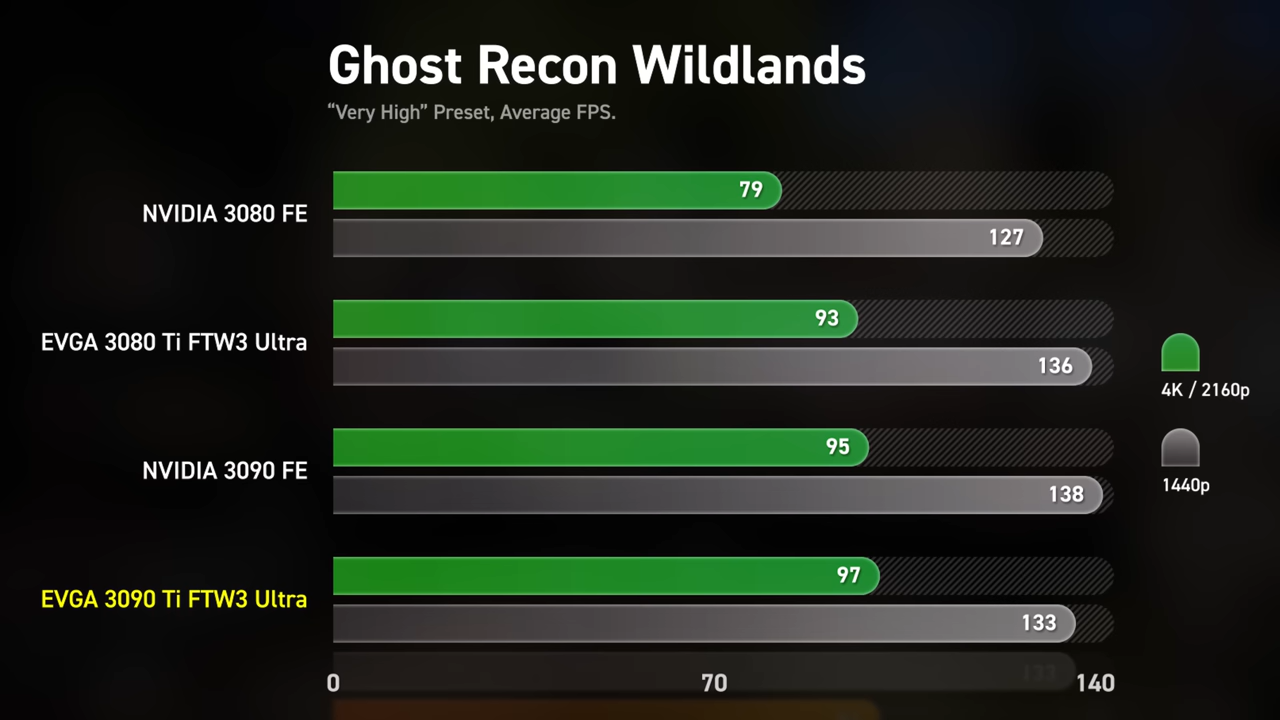 Ghost Recon Wildlands
“Very High” Preset, Average FPS.
NVIDIA 3080 FE
79
127
EVGA 3080 Ti FTW3 Ultra
93
136
NVIDIA 3090 FE
95
138
EVGA 3090 Ti FTW3 Ultra
97
133
133
0 70 140
4K / 2160p
1440p